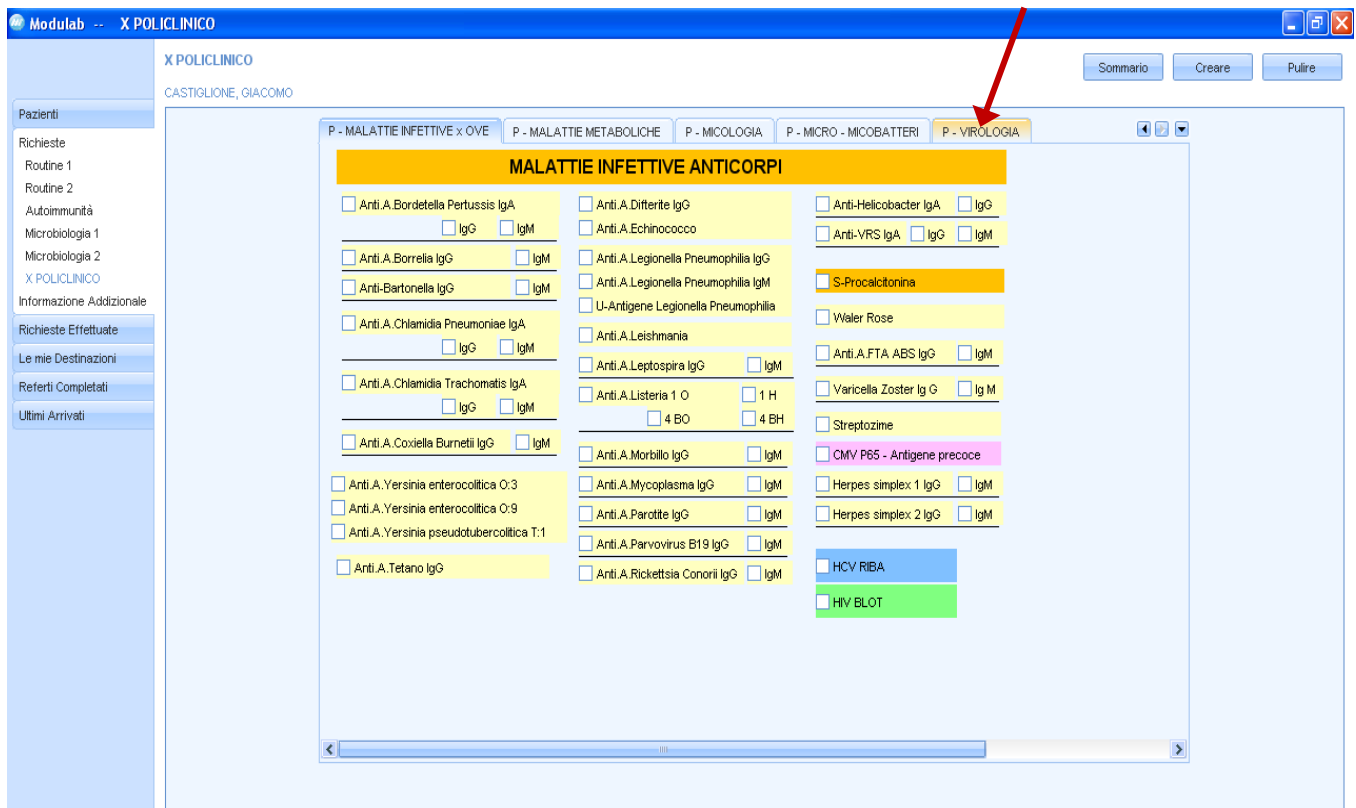 Modulab -- X POLICLINICO
X POLICLINICO
CASTIGLIONE, GIACOMO
Sommario
Creare
Pulire
Pazienti
Richieste
Routine 1
Routine 2
Autoimmunità
Microbiologia 1
Microbiologia 2
X POLICLINICO
Informazione Addizionale
Richieste Effettuate
Le mie Destinazioni
Referti Completati
Ultimi Arrivati
P - MALATTIE INFETTIVE x OVE
P - MALATTIE METABOLICHE
P - MICOLOGIA
P - MICRO - MICOBATTERI
P - VIROLOGIA
MALATTIE INFETTIVE ANTICORPI
Anti.A.Bordetella Pertussis IgA
IgG IgM
Anti.A.Borrelia IgG IgM
Anti-Bartonella IgG IgM
Anti.A.Chlamidia Pneumoniae IgA
IgG IgM
Anti.A.Chlamidia Trachomatis IgA
IgG IgM
Anti.A.Coxiella Burnetii IgG IgM
Anti.A.Yersinia enterocolitica O:3
Anti.A.Yersinia enterocolitica O:9
Anti.A.Yersinia pseudotubercolitica T:1
Anti.A.Tetano IgG
Anti.A.Difterite IgG
Anti.A.Echinococco
Anti.A.Legionella Pneumophilia IgG
Anti.A.Legionella Pneumophilia IgM
U-Antigene Legionella Pneumophilia
Anti.A.Leishmania
Anti.A.Leptospira IgG IgM
Anti.A.Listeria 1 O 1 H
4 BO 4 BH
Anti.A.Morbillo IgG IgM
Anti.A.Mycoplasma IgG IgM
Anti.A.Parotite IgG IgM
Anti.A.Parvovirus B19 IgG IgM
Anti.A.Rickettsia Conorii IgG IgM
Anti-Helicobacter IgA IgG
Anti-VRS IgA IgG IgM
S-Procalcitonina
Waler Rose
Anti.A.FTA ABS IgG IgM
Varicella Zoster Ig G Ig M
Streptozime
CMV P65 - Antigene precoce
Herpes simplex 1 IgG IgM
Herpes simplex 2 IgG IgM
HCV RIBA
HIV BLOT